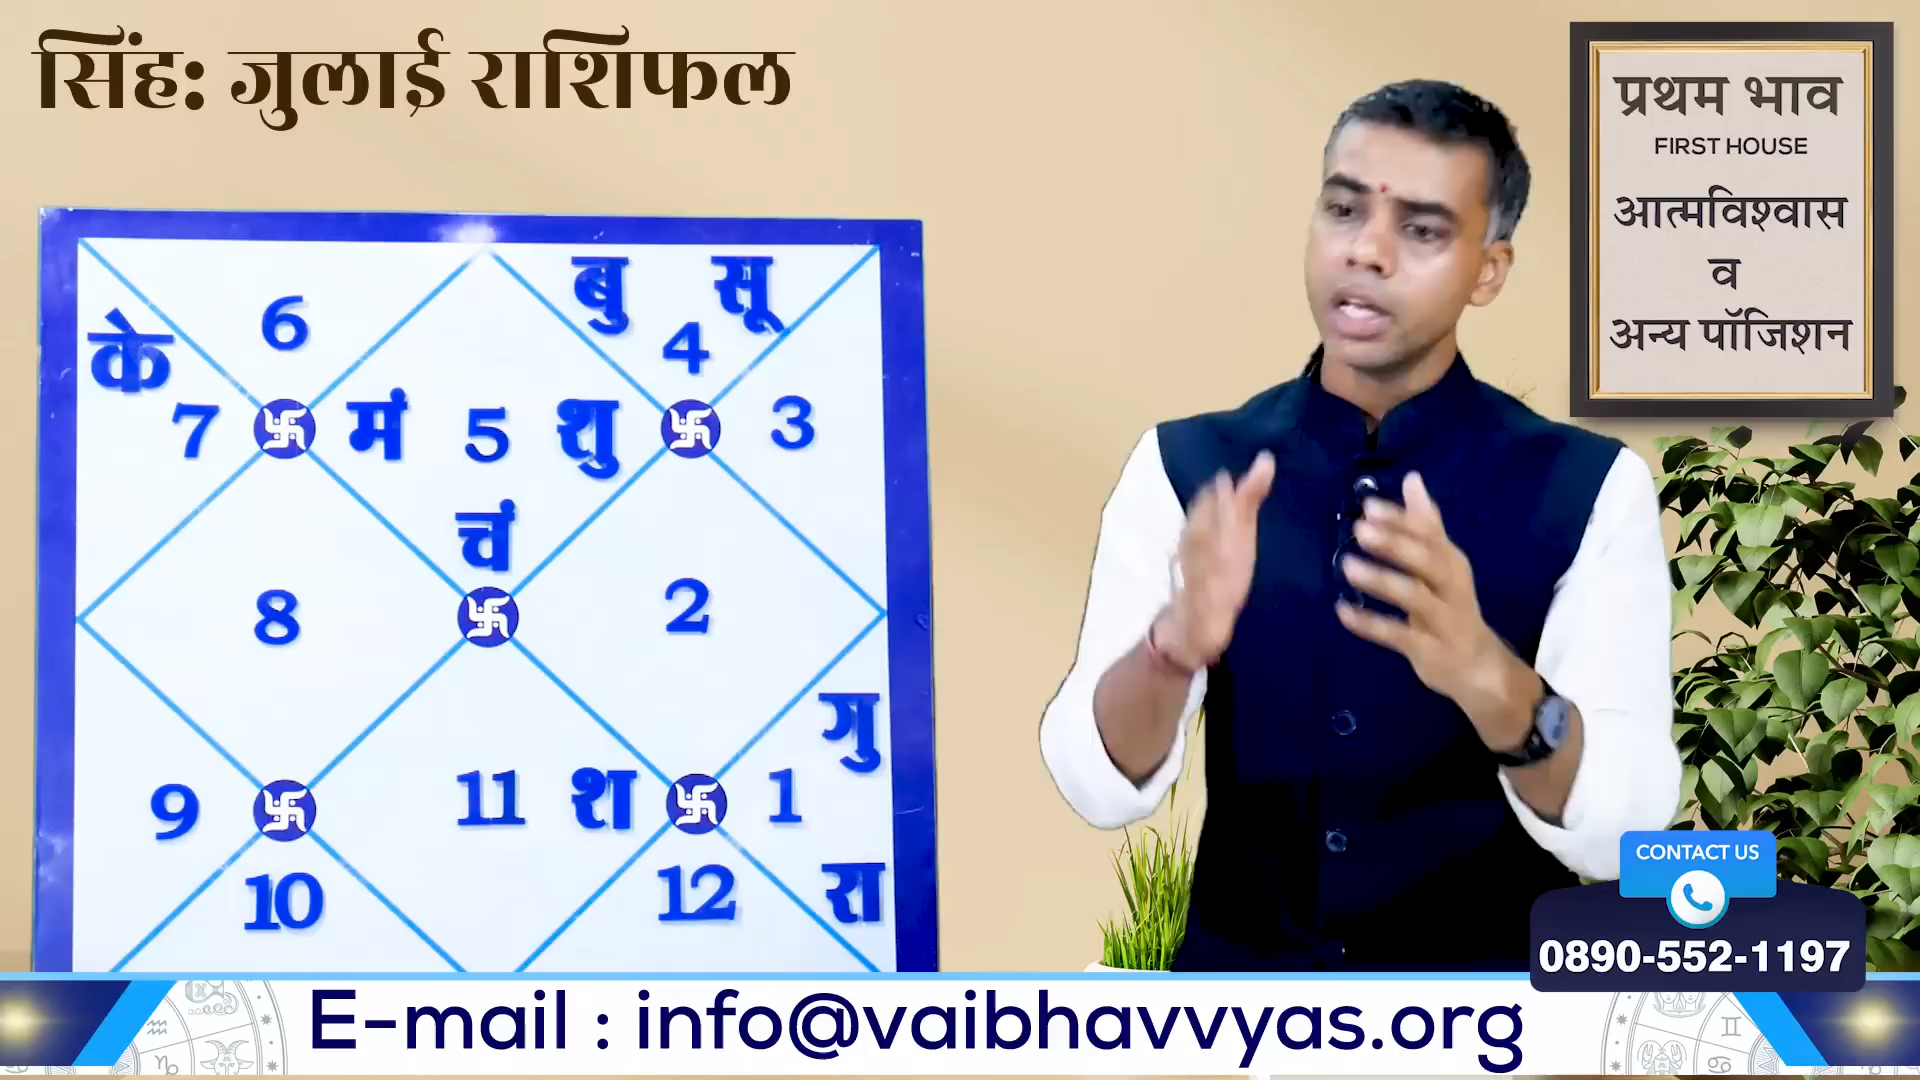 सिंह: जुलाई राशिफल
प्रथम भाव
FIRST HOUSE
आत्मविश्वास
व
अन्य पॉजिशन
बु सू
6
4
के
7 मं 5 शु 3
चं
8 2
गु
9 11 श 1
10 12 रा
CONTACT US
0890-552-1197
E-mail : info@vaibhavvyas.org